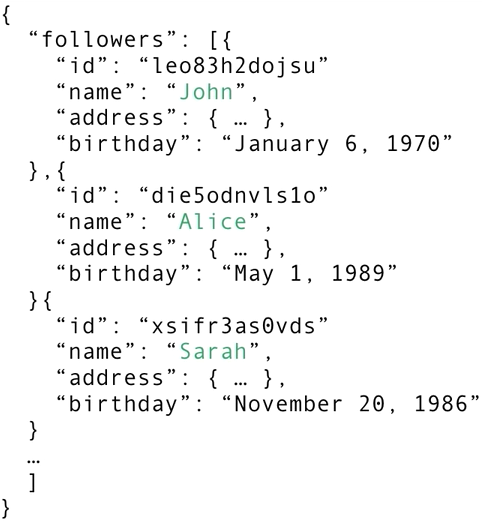 {
“followers”: [{
“id”: “leo83h2dojsu”
“name”: “John”,
“address”: { … },
“birthday”: “January 6, 1970”
},{
“id”: “die5odnvls1o”
“name”: “Alice”,
“address”: { … },
“birthday”: “May 1, 1989”
}{
“id”: “xsifr3as0vds”
“name”: “Sarah”,
“address”: { … },
“birthday”: “November 20, 1986”
}
…
]
}